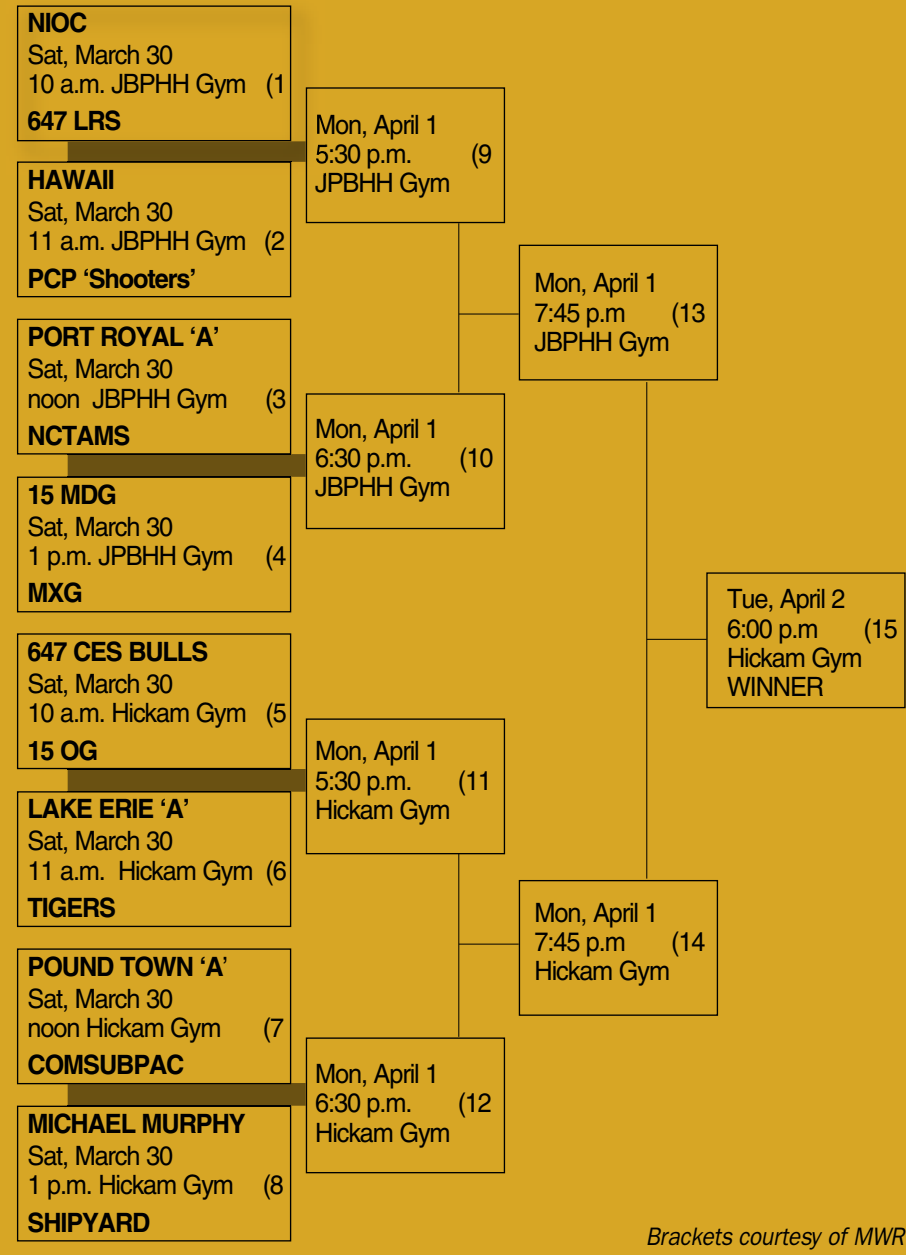 NIOC
Sat, March 30
10 a.m. JBPHH Gym (1
647 LRS
HAWAII
Sat, March 30
11 a.m. JBPHH Gym (2
PCP ‘Shooters’
PORT ROYAL ‘A’
Sat, March 30
noon JBPHH Gym (3
NCTAMS
15 MDG
Sat, March 30
1 p.m. JPBHH Gym (4
MXG
647 CES BULLS
Sat, March 30
10 a.m. Hickam Gym (5
15 OG
LAKE ERIE ‘A’
Sat, March 30
11 a.m. Hickam Gym (6
TIGERS
POUND TOWN ‘A’
Sat, March 30
noon Hickam Gym (7
COMSUBPAC
MICHAEL MURPHY
Sat, March 30
1 p.m. Hickam Gym (8
SHIPYARD
Mon, April 1
5:30 p.m. (9
JPBHH Gym
Mon, April 1
6:30 p.m. (10
JBPHH Gym
Mon, April 1
5:30 p.m. (11
Hickam Gym
Mon, April 1
6:30 p.m. (12
Hickam Gym
Mon, April 1
7:45 p.m (13
JBPHH Gym
Mon, April 1
7:45 p.m (14
Hickam Gym
Tue, April 2
6:00 p.m (15
Hickam Gym
WINNER
Brackets courtesy of MWR